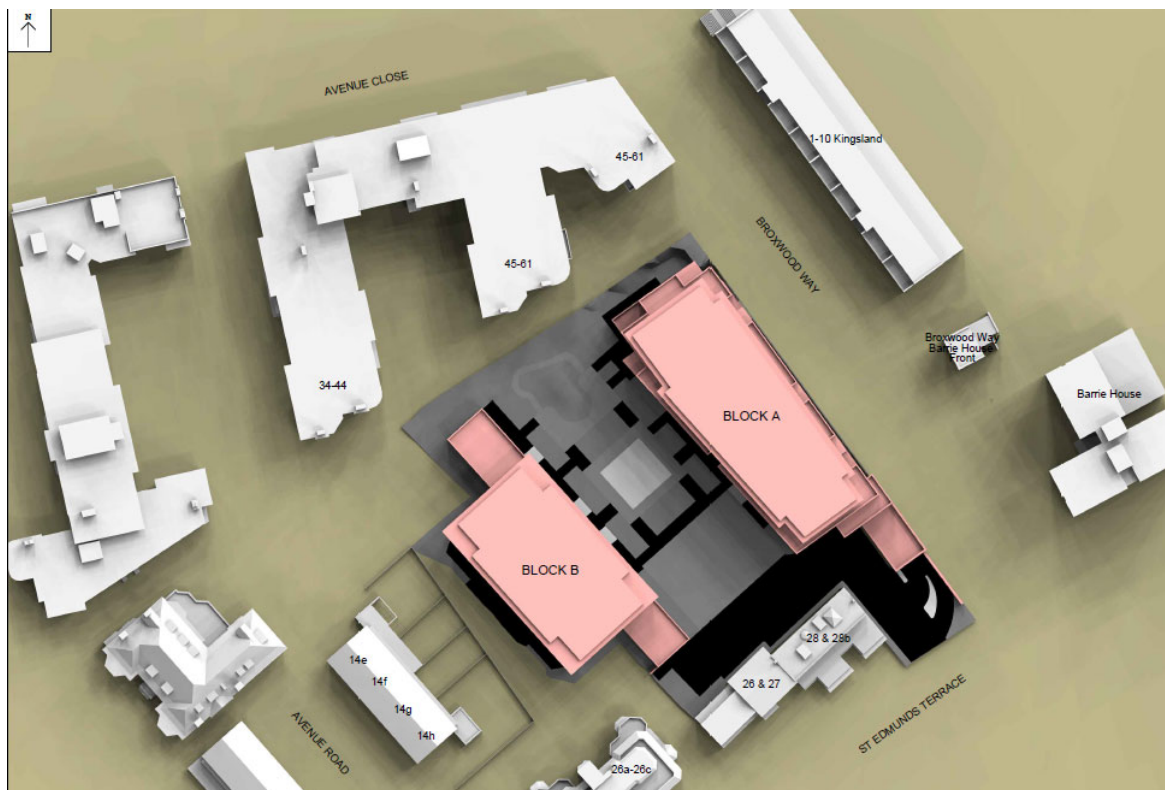 N
AVENUE CLOSE
1-10 Kingsland
45-61
BROXWOOD WAY
45-61
Broxwood Way
Barrie House
Front
34-44
Barrie House
BLOCK A
BLOCK B
28 & 28b
14e
26 & 27
14f
14g
14h
ST EDMUNDS TERRACE
AVENUE ROAD
26a-26c